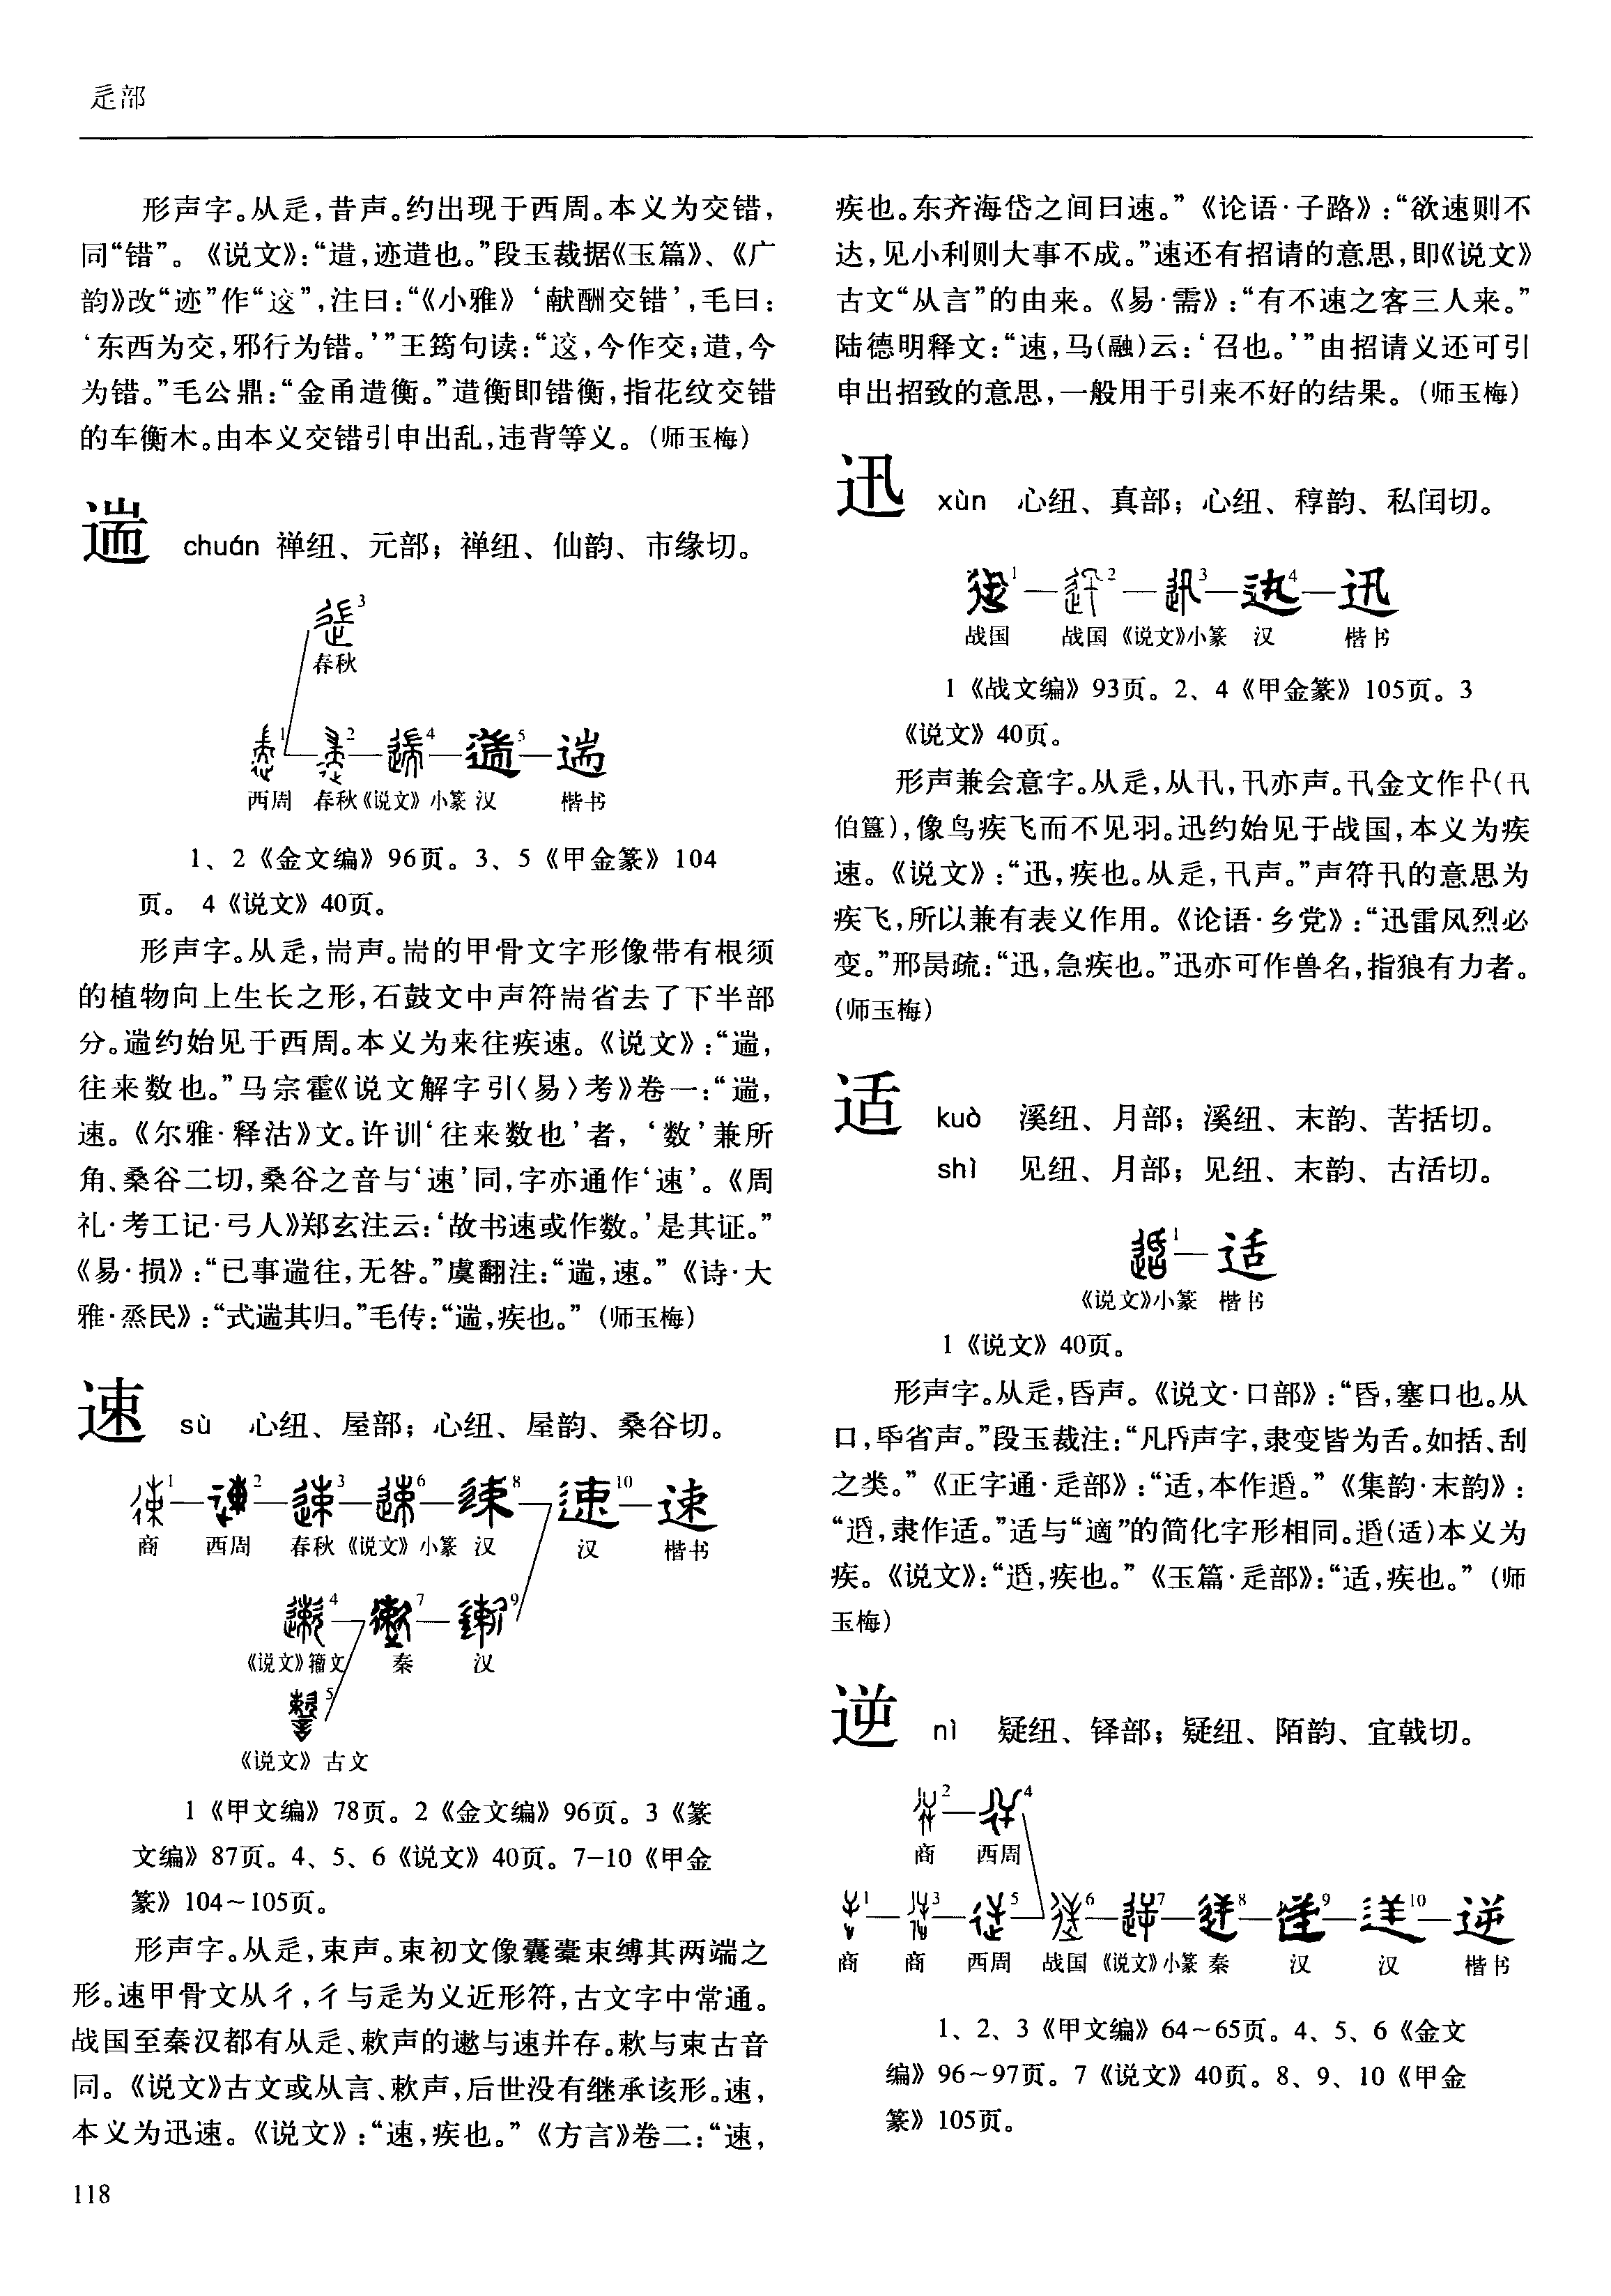 辵部
形声字。从辵，昔声。约出现于西周。本义为交错，
同“错”。《说文》：“逪，迹逪也。”段玉裁据《玉篇》、《广
韵》改“迹”作“䢒”，注曰：“《小雅》‘献酬交错’，毛曰：
‘东西为交，邪行为错。’”王筠句读：“䢒，今作交；逪，今
为错。”毛公鼎：“金甬逪衡。”逪衡即错衡，指花纹交错
的车衡木。由本义交错引申出乱，违背等义。（师玉梅）
遄 chuán 禅纽、元部；禅纽、仙韵、市缘切。
3
春秋
1 2 4 5 遄
西周 春秋《说文》小篆 汉 楷书
1、2《金文编》96页。3、5《甲金篆》104
页。 4《说文》40页。
形声字。从辵，耑声。耑的甲骨文字形像带有根须
的植物向上生长之形，石鼓文中声符耑省去了下半部
分。遄约始见于西周。本义为来往疾速。《说文》：“遄，
往来数也。”马宗霍《说文解字引〈易〉考》卷一：“遄，
速。《尔雅·释沽》文。许训‘往来数也’者，‘数’兼所
角、桑谷二切，桑谷之音与‘速’同，字亦通作‘速’。《周
礼·考工记·弓人》郑玄注云：‘故书速或作数。’是其证。”
《易·损》：“已事遄往，无咎。”虞翻注：“遄，速。”《诗·大
雅·烝民》：“式遄其归。”毛传：“遄，疾也。”（师玉梅）
速 sù 心纽、屋部；心纽、屋韵、桑谷切。
1 2 3 6 8 10 速
商 西周 春秋《说文》小篆 汉 汉 楷书
4 7 9
《说文》籀文 秦 汉
5
《说文》古文
1《甲文编》78页。2《金文编》96页。3《篆
文编》87页。4、5、6《说文》40页。7-10《甲金
篆》104～105页。
形声字。从辵，束声。束初文像囊橐束缚其两端之
形。速甲骨文从彳，彳与辵为义近形符，古文字中常通。
战国至秦汉都有从辵、欶声的遬与速并存。欶与束古音
同。《说文》古文或从言、欶声，后世没有继承该形。速，
本义为迅速。《说文》：“速，疾也。”《方言》卷二：“速，
118
疾也。东齐海岱之间曰速。”《论语·子路》：“欲速则不
达，见小利则大事不成。”速还有招请的意思，即《说文》
古文“从言”的由来。《易·需》：“有不速之客三人来。”
陆德明释文：“速，马(融)云：‘召也。’”由招请义还可引
申出招致的意思，一般用于引来不好的结果。（师玉梅）
迅 xùn 心纽、真部；心纽、稕韵、私闰切。
1 2 3 4 迅
战国 战国《说文》小篆 汉 楷书
1《战文编》93页。2、4《甲金篆》105页。3
《说文》40页。
形声兼会意字。从辵，从卂，卂亦声。卂金文作(卂
伯簋)，像鸟疾飞而不见羽。迅约始见于战国，本义为疾
速。《说文》：“迅，疾也。从辵，卂声。”声符卂的意思为
疾飞，所以兼有表义作用。《论语·乡党》：“迅雷风烈必
变。”邢昺疏：“迅，急疾也。”迅亦可作兽名，指狼有力者。
（师玉梅）
适 kuò 溪纽、月部；溪纽、末韵、苦括切。
shì 见纽、月部；见纽、末韵、古活切。
1 适
《说文》小篆 楷书
1《说文》40页。
形声字。从辵，昏声。《说文·口部》：“昏，塞口也。从
口，氒省声。”段玉裁注：“凡𠯑声字，隶变皆为舌。如括、刮
之类。”《正字通·辵部》：“适，本作𨓈。”《集韵·末韵》：
“𨓈，隶作适。”适与“適”的简化字形相同。𨓈(适)本义为
疾。《说文》：“𨓈，疾也。”《玉篇·辵部》：“适，疾也。”（师
玉梅）
逆 nì 疑纽、铎部；疑纽、陌韵、宜戟切。
2 4
商 西周
1 3 5 6 7 8 9 10 逆
商 商 西周 战国《说文》小篆 秦 汉 汉 楷书
1、2、3《甲文编》64～65页。4、5、6《金文
编》96～97页。7《说文》40页。8、9、10《甲金
篆》105页。